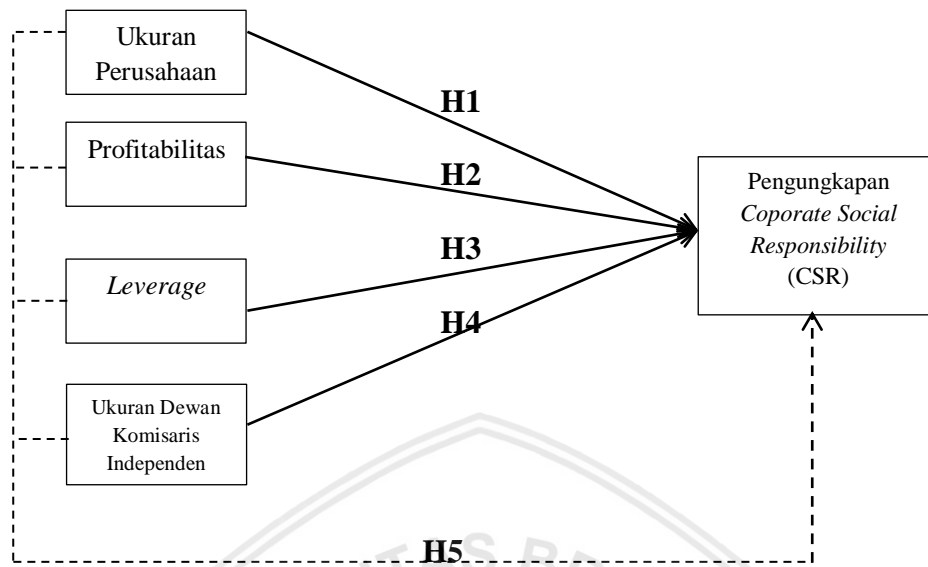 Ukuran
Perusahaan
Profitabilitas
Leverage
Ukuran Dewan
Komisaris
Independen
H1
H2
H3
H4
H5
Pengungkapan
Coporate Social
Responsibility
(CSR)